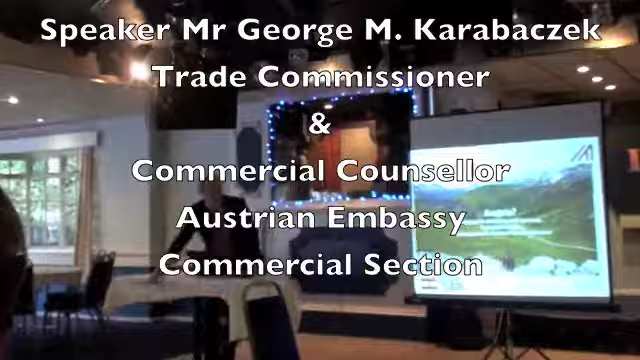 Speaker Mr George M. Karabaczek
Trade Commissioner
&
Commercial Counsellor
Austrian Embassy
Commercial Section